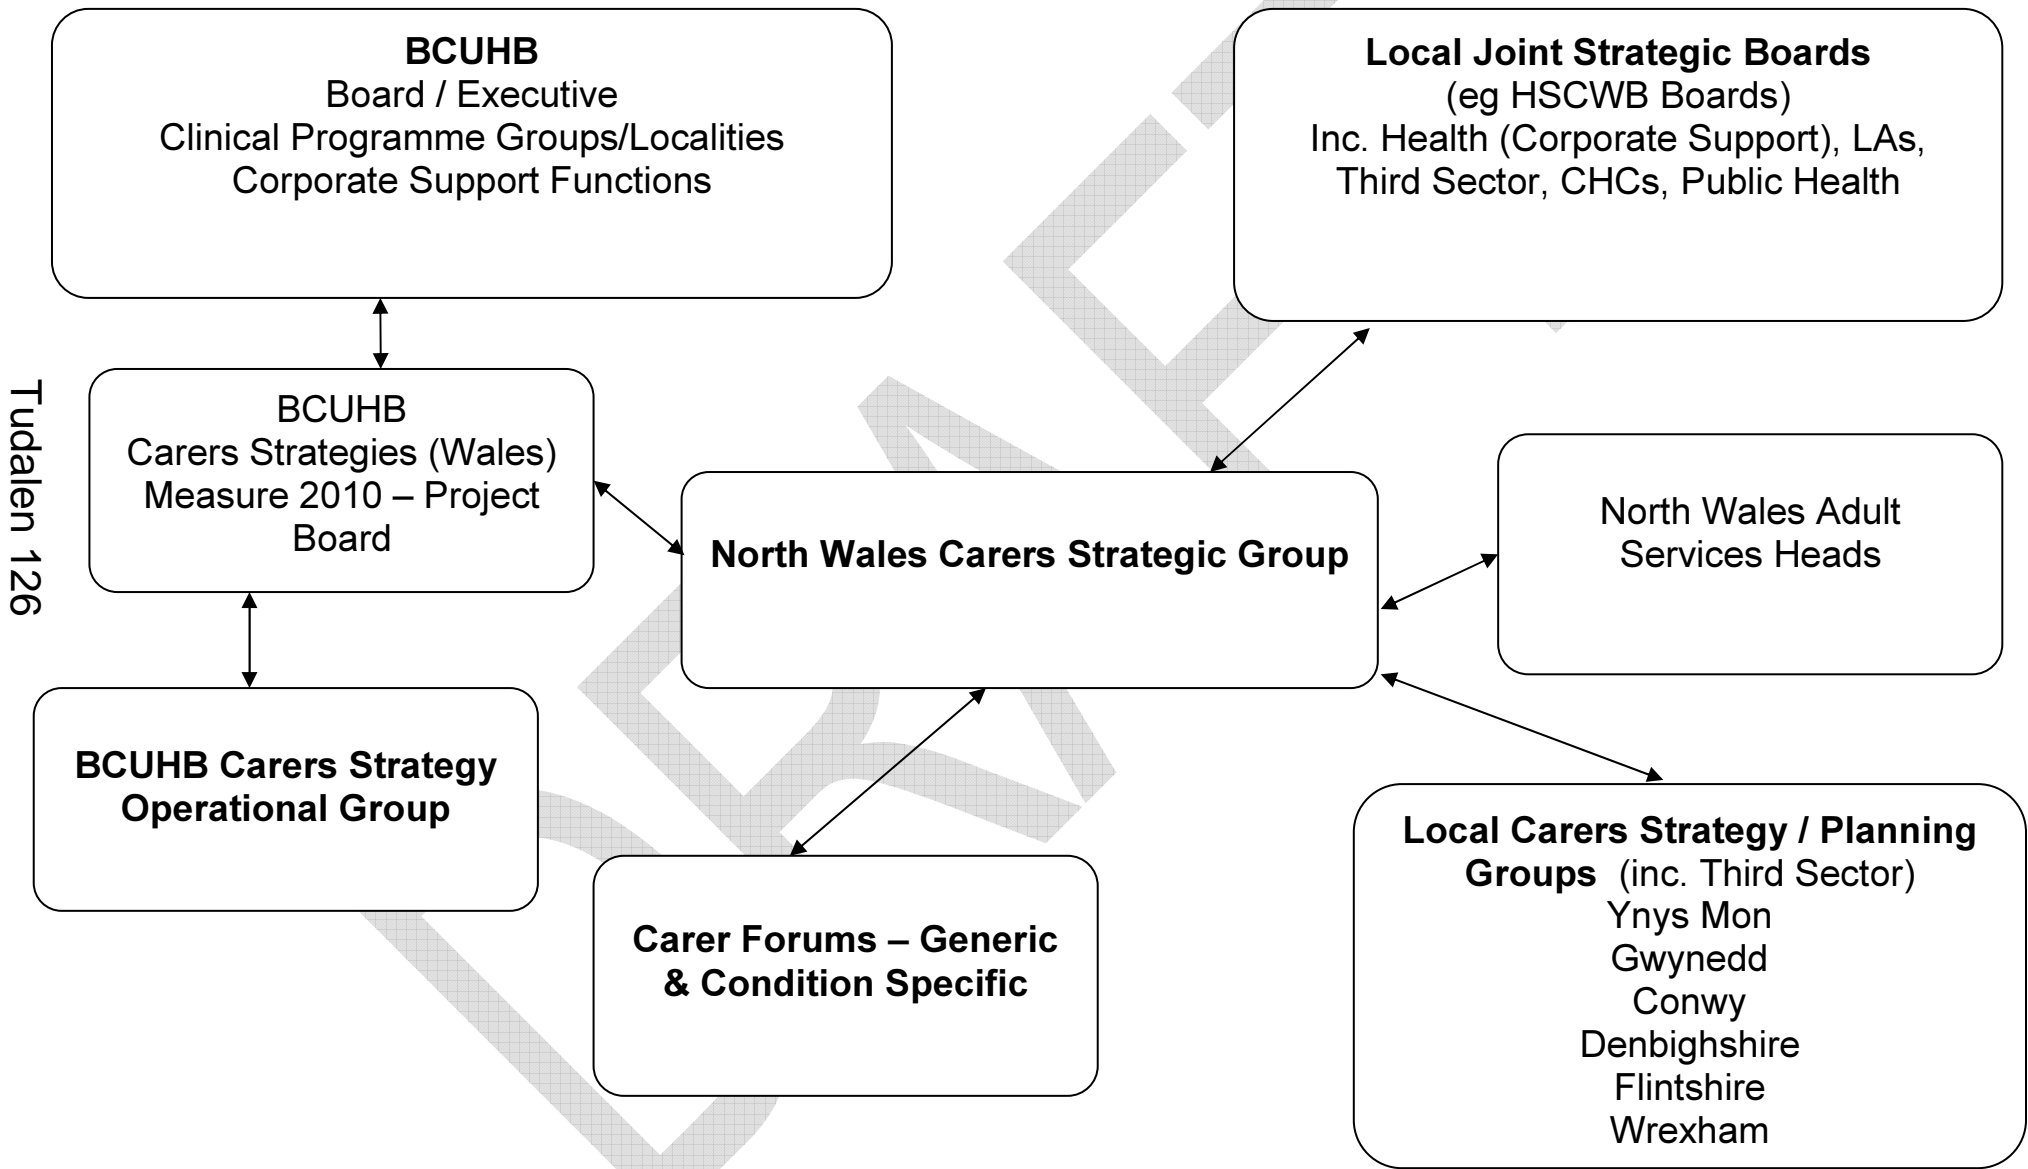 BCUHB
Board / Executive
Clinical Programme Groups/Localities
Corporate Support Functions
Local Joint Strategic Boards
(eg HSCWB Boards)
Inc. Health (Corporate Support), LAs,
Third Sector, CHCs, Public Health
BCUHB
Carers Strategies (Wales)
Measure 2010 – Project
Board
North Wales Carers Strategic Group
North Wales Adult
Services Heads
BCUHB Carers Strategy
Operational Group
Carer Forums – Generic
& Condition Specific
Local Carers Strategy / Planning
Groups (inc. Third Sector)
Ynys Mon
Gwynedd
Conwy
Denbighshire
Flintshire
Wrexham
Tudalen 126
DRAFT